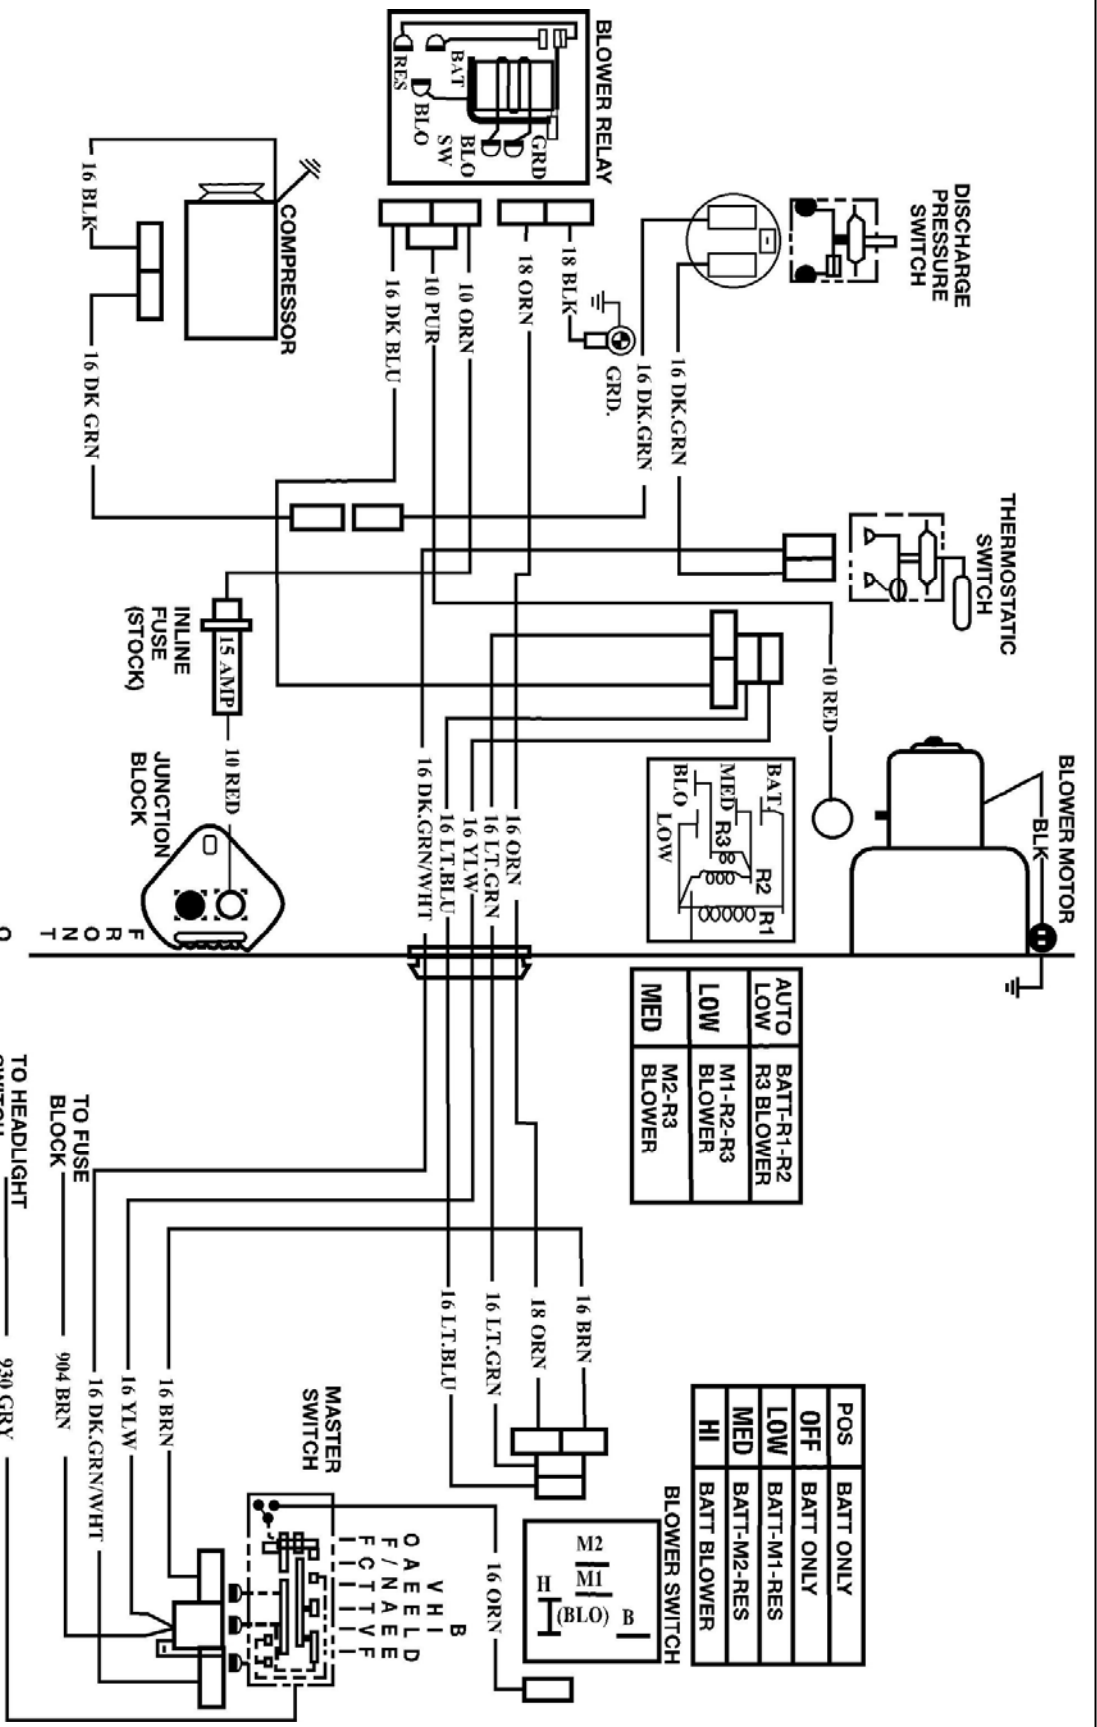 BLOWER MOTOR
BLK
THERMOSTATIC
SWITCH
DISCHARGE
PRESSURE
SWITCH
10 RED
16 DK.GRN
16 DK.GRN
BLOWER RELAY
RES
BAT
BLO
BLO
SW
GRD
18 BLK
GRD.
18 ORN
10 ORN
10 PUR
16 DK BLU
COMPRESSOR
16 BLK
16 DK GRN
INLINE
FUSE
(STOCK)
15 AMP
10 RED
JUNCTION
BLOCK
BAT.
MED
BLO
LOW
R3
R2
R1
16 ORN
16 LT.GRN
16 YLW
16 LT.BLU
16 DK.GRN/WHT
F
R
O
N
T
AUTO LOW BATT-R1-R2 R3 BLOWER
LOW M1-R2-R3 BLOWER
MED M2-R3 BLOWER
POS BATT ONLY
OFF BATT ONLY
LOW BATT-M1-RES
MED BATT-M2-RES
HI BATT BLOWER
BLOWER SWITCH
M2
M1
H
(BLO)
B
16 BRN
18 ORN
16 LT.GRN
16 LT.BLU
16 ORN
MASTER
SWITCH
B
V H I
O A E E L D
F / N A E E
F C T T V F
16 BRN
16 YLW
16 DK.GRN/WHT
TO FUSE
BLOCK
904 BRN
TO HEADLIGHT
SWITCH
930 GRY